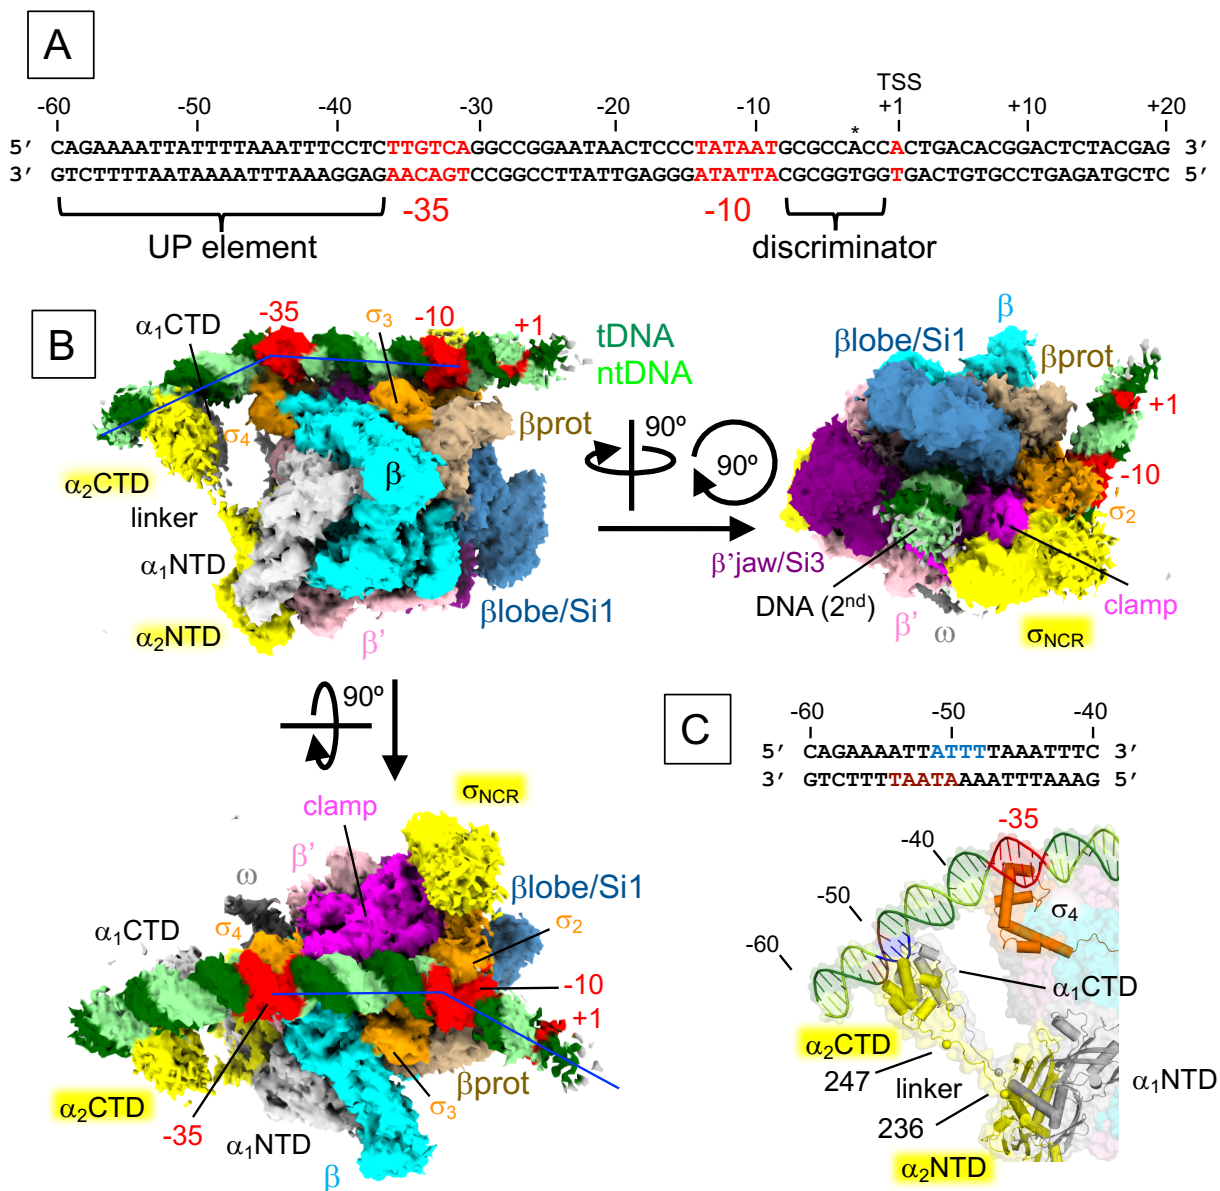 A
TSS
-60 -50 -40 -30 -20 -10 +1 +10 +20
*
5′ CAGAAAATTATTTTAAATTTCCTCTTGTCAGGCCGGAATAACTCCCTATAATGCGCCACCACTGACACGGACTCTACGAG 3′
3′ GTCTTTTAATAAAATTTAAAGGAGAACAGTCCGGCCTTATTGAGGGATATTACGCGGTGGTGACTGTGCCTGAGATGCTC 5′
-35 -10
UP element discriminator
B
α1CTD
-35
σ3
-10
+1
tDNA
ntDNA
βprot
σ4
α2CTD
linker
β
α1NTD
α2NTD
β’
βlobe/Si1
90º
90º
β
βlobe/Si1
βprot
+1
-10
σ2
β’jaw/Si3
DNA (2nd)
clamp
β’
ω
σNCR
90º
clamp
σNCR
β’
ω
βlobe/Si1
α1CTD
σ4
σ2
-10
+1
α2CTD
βprot
-35
σ3
α1NTD
β
C
-60 -50 -40
5′ CAGAAAATTATTTTAAATTTC 3′
3′ GTCTTTTAATAAAATTTAAAG 5′
-35
-40
-50
σ4
-60
α1CTD
α2CTD
247
linker
α1NTD
236
α2NTD